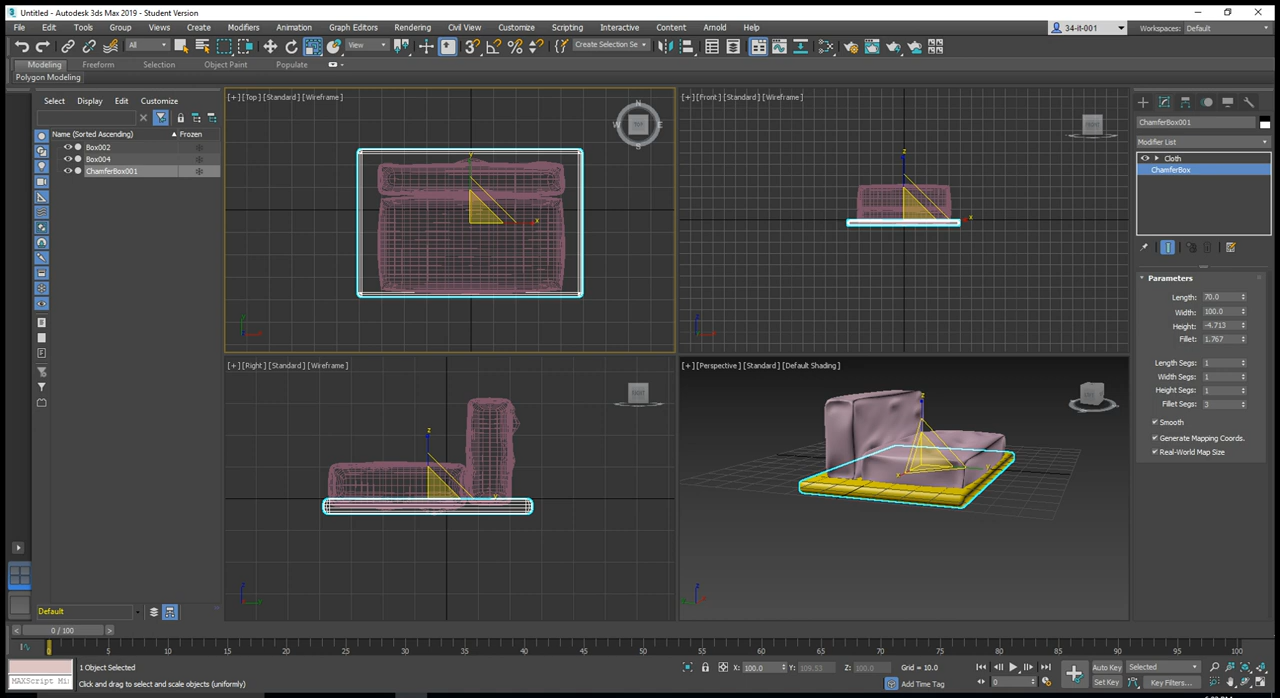 Untitled - Autodesk 3ds Max 2019 - Student Version
File Edit Tools Group Views Create Modifiers Animation Graph Editors Rendering Civil View Customize Scripting Interactive Content Arnold Help
34-it-001 Workspaces: Default
All View Create Selection Se
Modeling Freeform Selection Object Paint Populate
Polygon Modeling
Select Display Edit Customize
Name (Sorted Ascending) Frozen
Box002
Box004
ChamferBox001
[+] [Top] [Standard] [Wireframe]
N
W TOP E
S
y
x
[+] [Front] [Standard] [Wireframe]
z
x
[+] [Right] [Standard] [Wireframe]
z
[+] [Perspective] [Standard] [Default Shading]
z
ChamferBox001
Modifier List
Cloth
ChamferBox
Parameters
Length: 70.0
Width: 100.0
Height: -4.713
Fillet: 1.767
Length Segs: 1
Width Segs: 1
Height Segs: 1
Fillet Segs: 3
Smooth
Generate Mapping Coords.
Real-World Map Size
Default
0 / 100
0 5 10 15 20 25 30 35 40 45 50 55 60 65 70 75 80 85 90 95 100
1 Object Selected
X: 100.0 Y: 109.53 Z: 100.0 Grid = 10.0
Auto Key Selected
MAXScript Mi
Click and drag to select and scale objects (uniformly)
Add Time Tag
0
Set Key Key Filters...